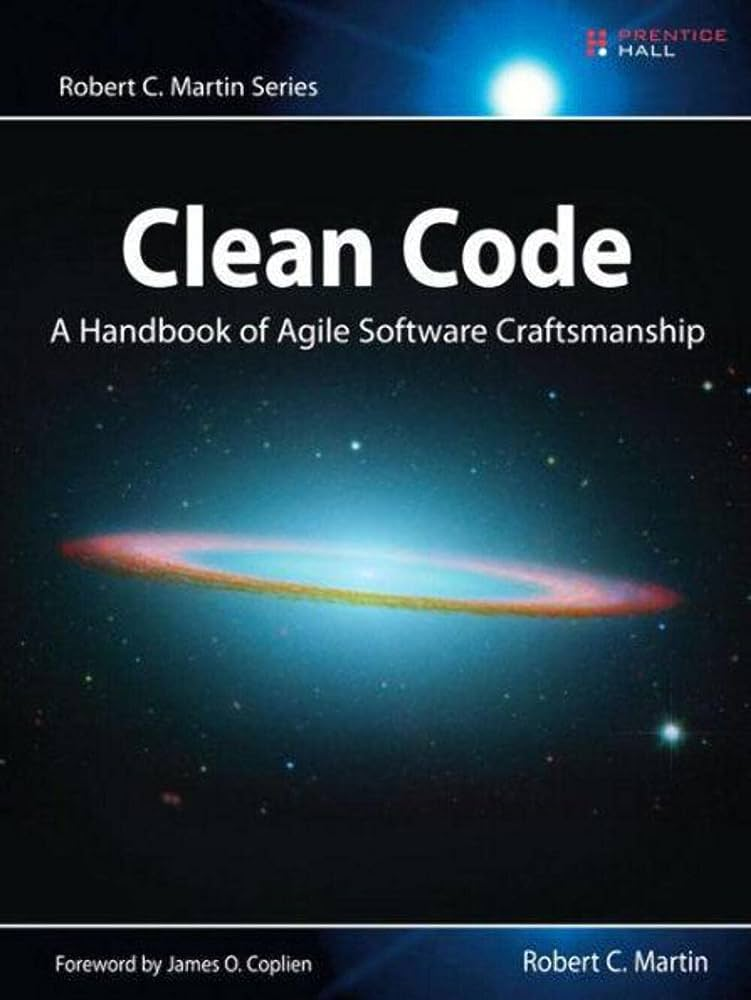 PRENTICE
HALL
Robert C. Martin Series
Clean Code
A Handbook of Agile Software Craftsmanship
Foreword by James O. Coplien
Robert C. Martin